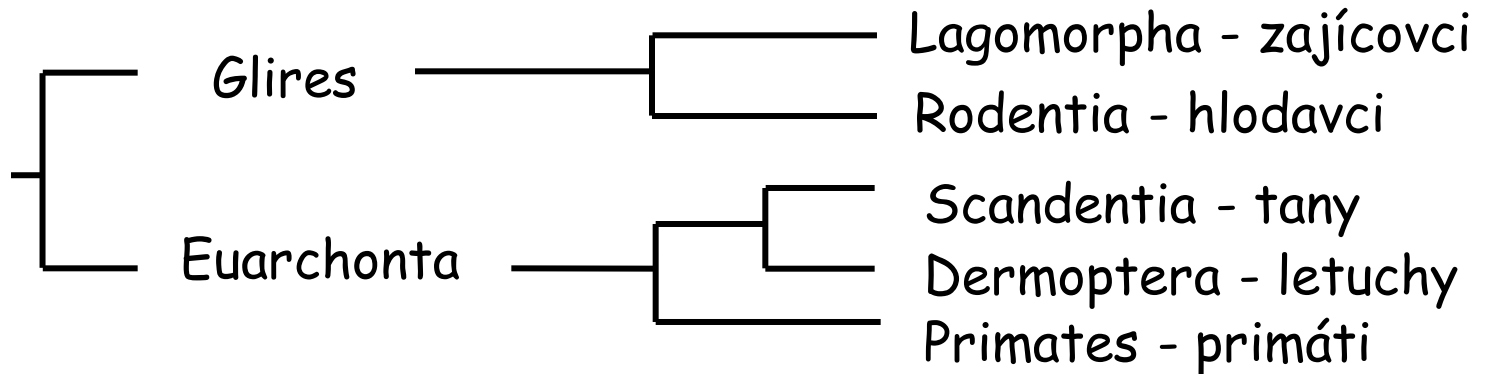 Glires
Lagomorpha - zajícovci
Rodentia - hlodavci
Euarchonta
Scandentia - tany
Dermoptera - letuchy
Primates - primáti